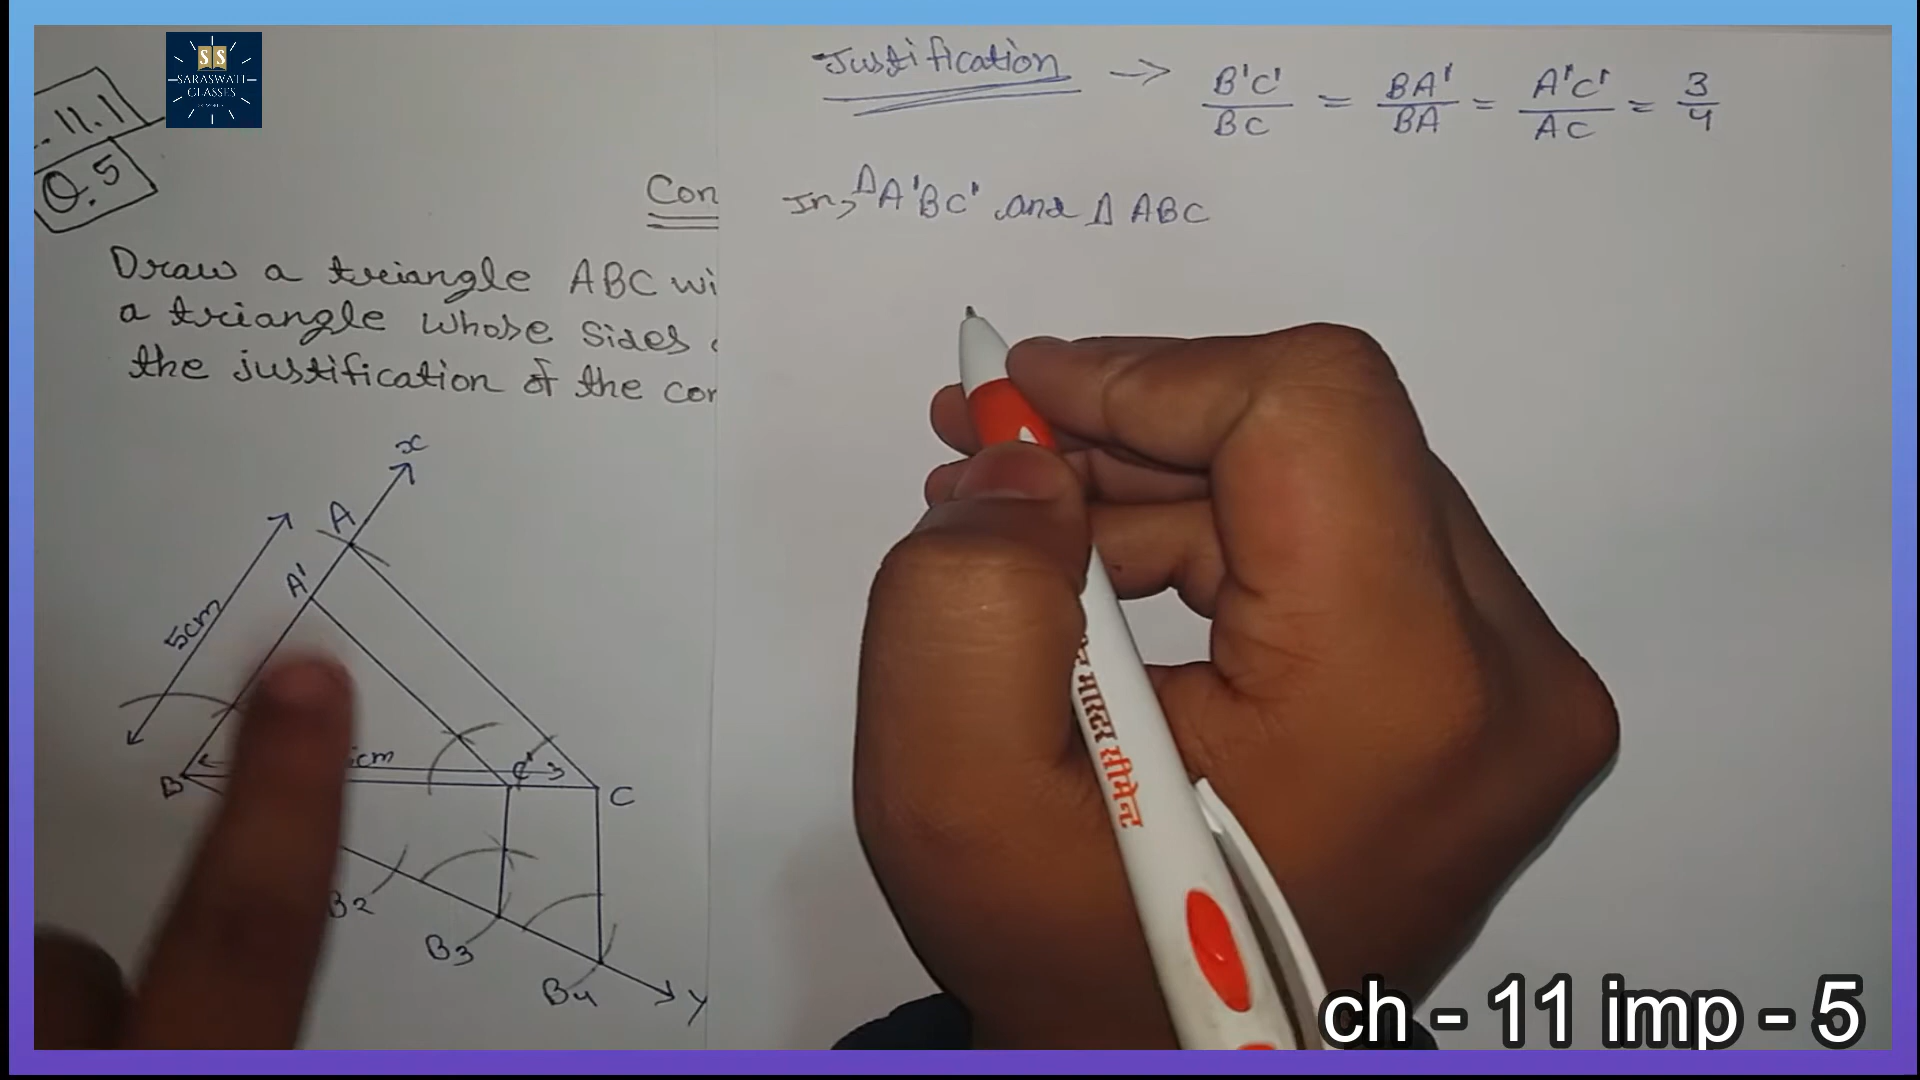 SS
SARASWATI
CLASSES
. 11.1
Q. 5
Con
Draw a triangle ABC wi
a triangle whose sides
the justification of the cor
x
A
A'
5cm
cm
B
C'
C
B2
B3
B4
y
Justification → B'C'/BC = BA'/BA = A'C'/AC = 3/4
In, ΔA'BC' and Δ ABC
मास्टर सीमेन्ट
ch - 11 imp - 5